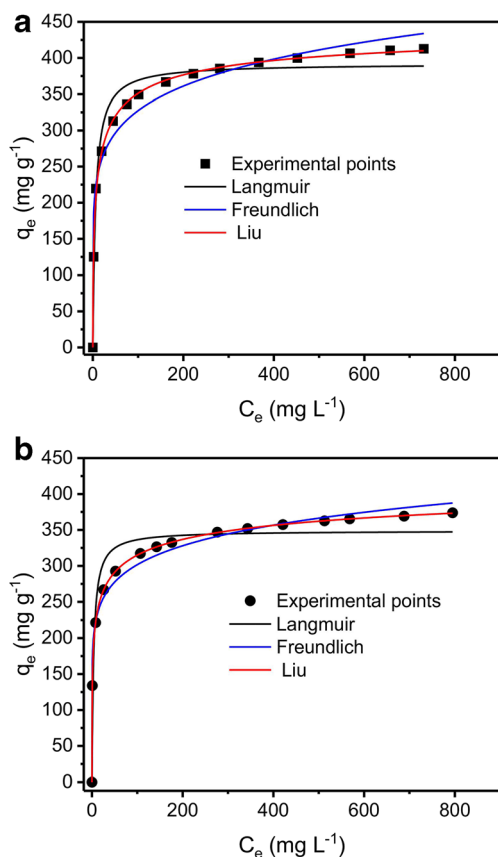 a
450
400
350
300
250
200
150
100
50
0
qₑ (mg g⁻¹)
Experimental points
Langmuir
Freundlich
Liu
0 200 400 600 800
Cₑ (mg L⁻¹)
b
450
400
350
300
250
200
150
100
50
0
qₑ (mg g⁻¹)
Experimental points
Langmuir
Freundlich
Liu
0 200 400 600 800
Cₑ (mg L⁻¹)